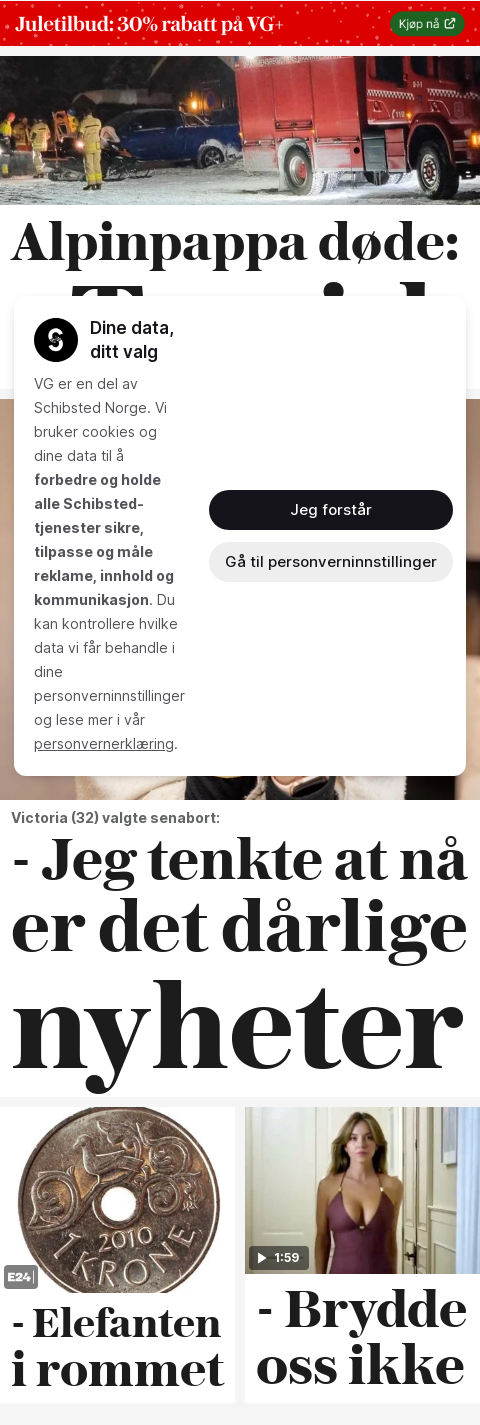 Juletilbud: 30% rabatt på VG+
Kjøp nå
Alpinpappa døde:
Dine data,
ditt valg
VG er en del av
Schibsted Norge. Vi
bruker cookies og
dine data til å
forbedre og holde
alle Schibsted-
tjenester sikre,
tilpasse og måle
reklame, innhold og
kommunikasjon. Du
kan kontrollere hvilke
data vi får behandle i
dine
personverninnstillinger
og lese mer i vår
personvernerklæring.
Jeg forstår
Gå til personverninnstillinger
Victoria (32) valgte senabort:
- Jeg tenkte at nå
er det dårlige
nyheter
2010
1 KRONE
E24
- Elefanten
i rommet
1:59
- Brydde
oss ikke